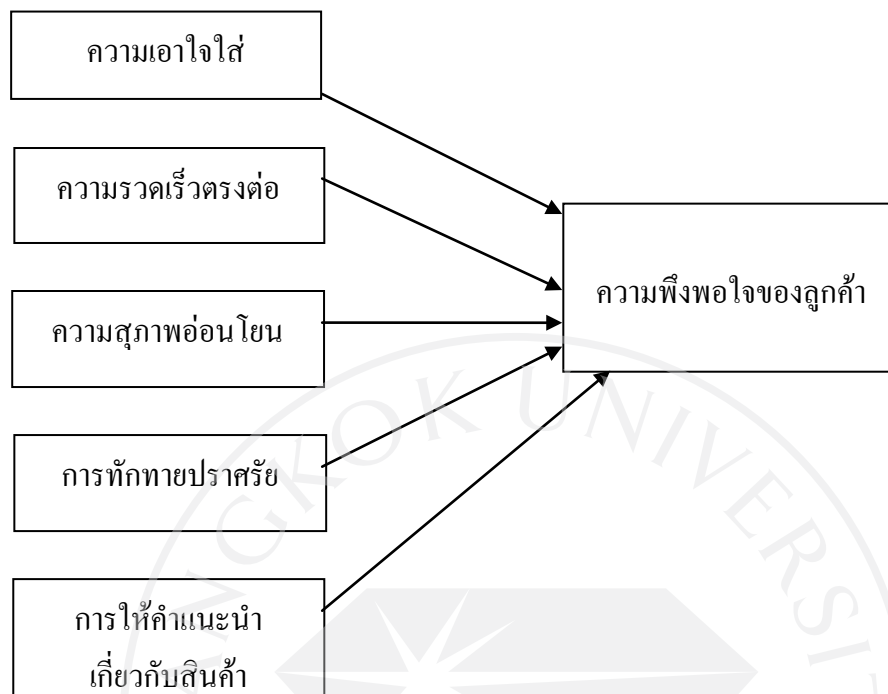 ความเอาใจใส่
ความรวดเร็วตรงต่อ
ความสุภาพอ่อนโยน
การทักทายปราศรัย
การให้คำแนะนำ
เกี่ยวกับสินค้า
ความพึงพอใจของลูกค้า
ANGKOK UNIVERSI